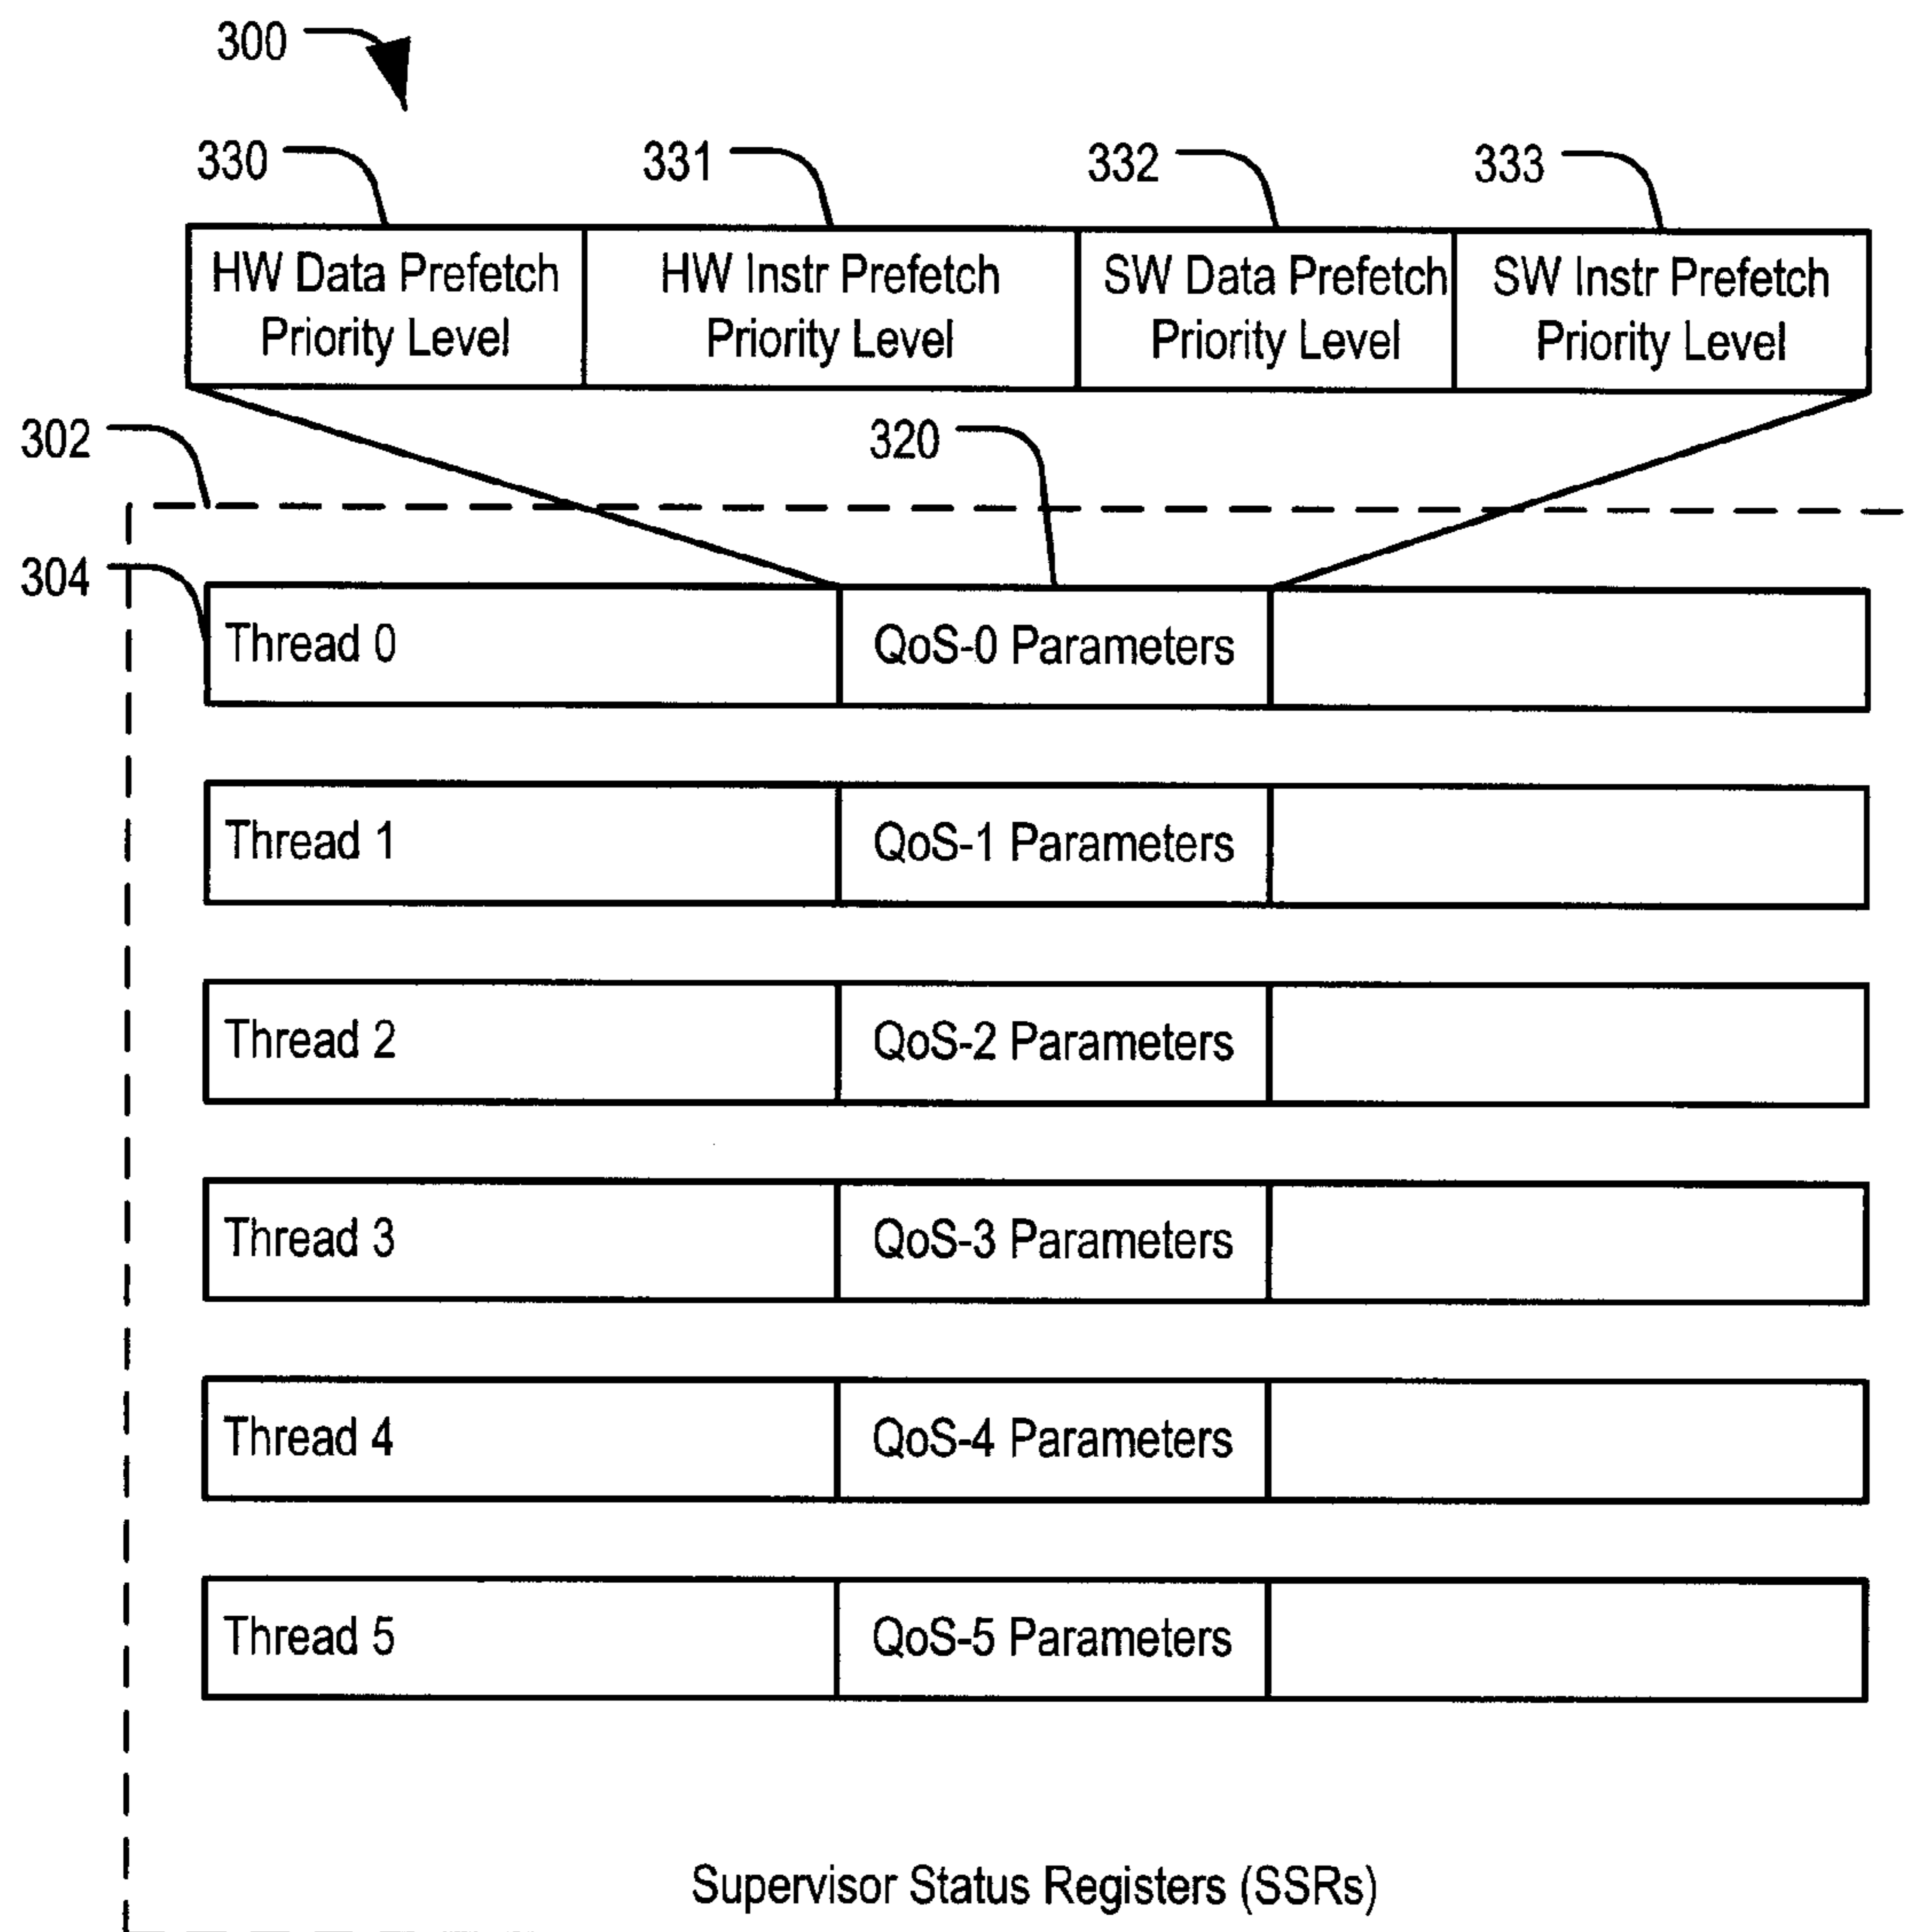 300
330
331
332
333
HW Data Prefetch
Priority Level
HW Instr Prefetch
Priority Level
SW Data Prefetch
Priority Level
SW Instr Prefetch
Priority Level
302
320
304
Thread 0
QoS-0 Parameters
Thread 1
QoS-1 Parameters
Thread 2
QoS-2 Parameters
Thread 3
QoS-3 Parameters
Thread 4
QoS-4 Parameters
Thread 5
QoS-5 Parameters
Supervisor Status Registers (SSRs)